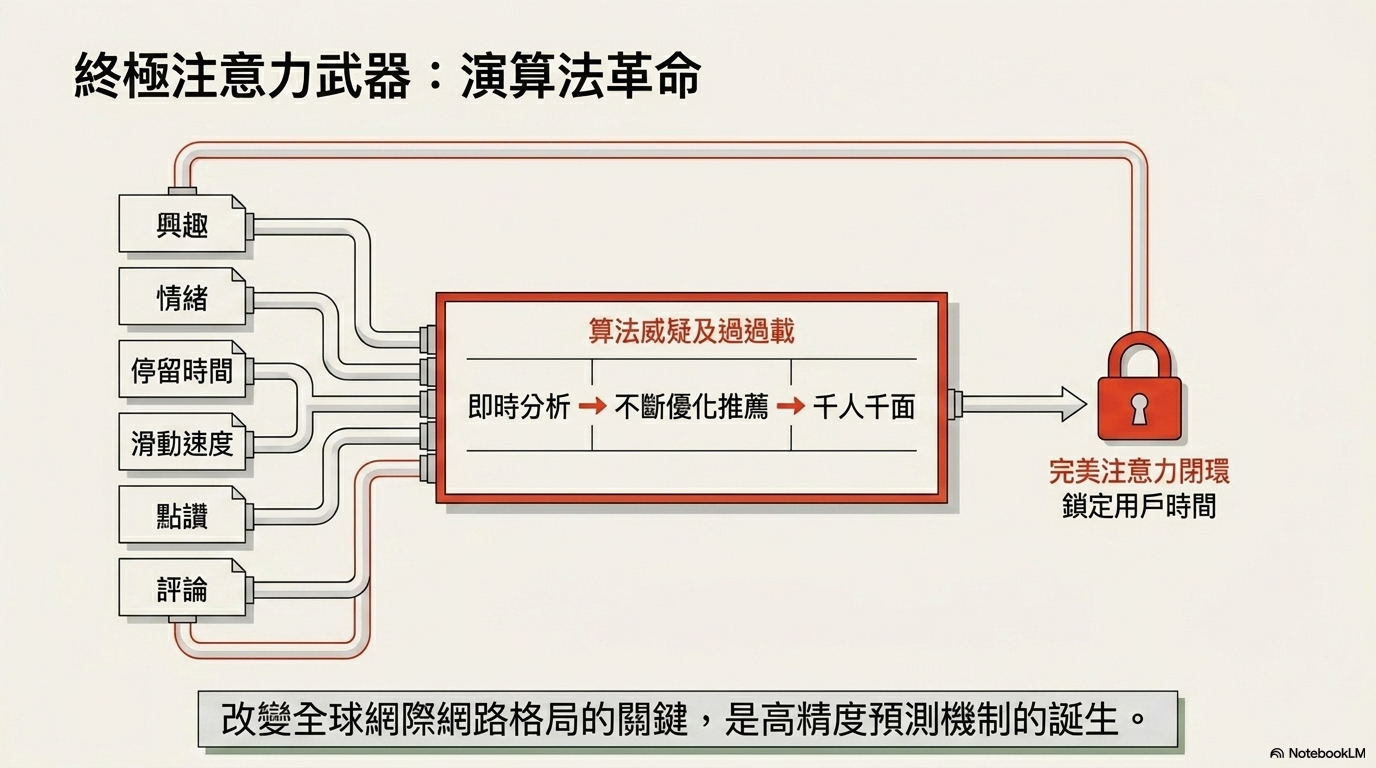 終極注意力武器：演算法革命
興趣
情緒
停留時間
滑動速度
點讚
評論
算法威疑及過過載
即時分析 → 不斷優化推薦 → 千人千面
完美注意力閉環
鎖定用戶時間
改變全球網際網路格局的關鍵，是高精度預測機制的誕生。
NotebookLM